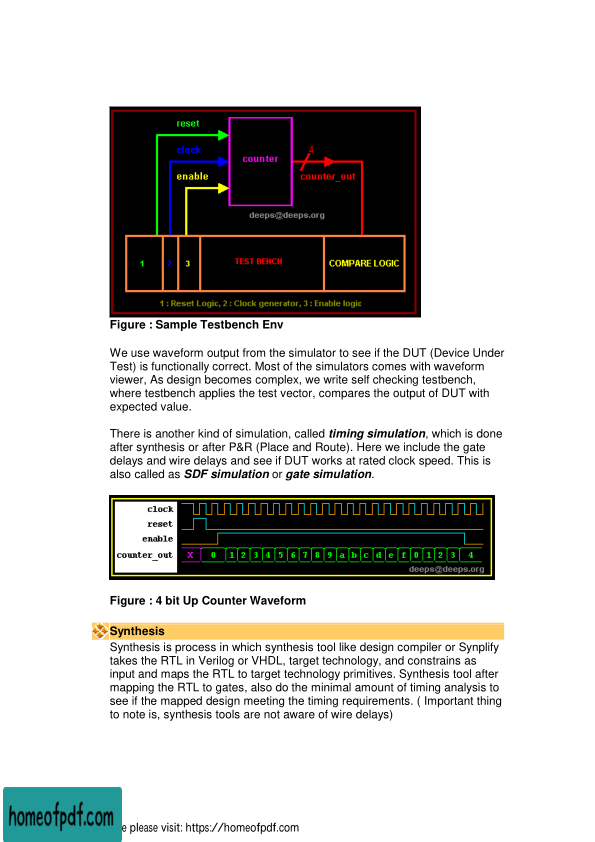 reset
clock
4
counter
enable
counter_out
deeps@deeps.org
1 2 3 TEST BENCH COMPARE LOGIC
1 : Reset Logic, 2 : Clock generator, 3 : Enable logic
Figure : Sample Testbench Env
We use waveform output from the simulator to see if the DUT (Device Under
Test) is functionally correct. Most of the simulators comes with waveform
viewer, As design becomes complex, we write self checking testbench,
where testbench applies the test vector, compares the output of DUT with
expected value.
There is another kind of simulation, called timing simulation, which is done
after synthesis or after P&R (Place and Route). Here we include the gate
delays and wire delays and see if DUT works at rated clock speed. This is
also called as SDF simulation or gate simulation.
clock
reset
enable
counter_out X 0 1 2 3 4 5 6 7 8 9 a b c d e f 0 1 2 3 4
deeps@deeps.org
Figure : 4 bit Up Counter Waveform
Synthesis
Synthesis is process in which synthesis tool like design compiler or Synplify
takes the RTL in Verilog or VHDL, target technology, and constrains as
input and maps the RTL to target technology primitives. Synthesis tool after
mapping the RTL to gates, also do the minimal amount of timing analysis to
see if the mapped design meeting the timing requirements. ( Important thing
to note is, synthesis tools are not aware of wire delays)
homeofpdf.com
please visit: https://homeofpdf.com